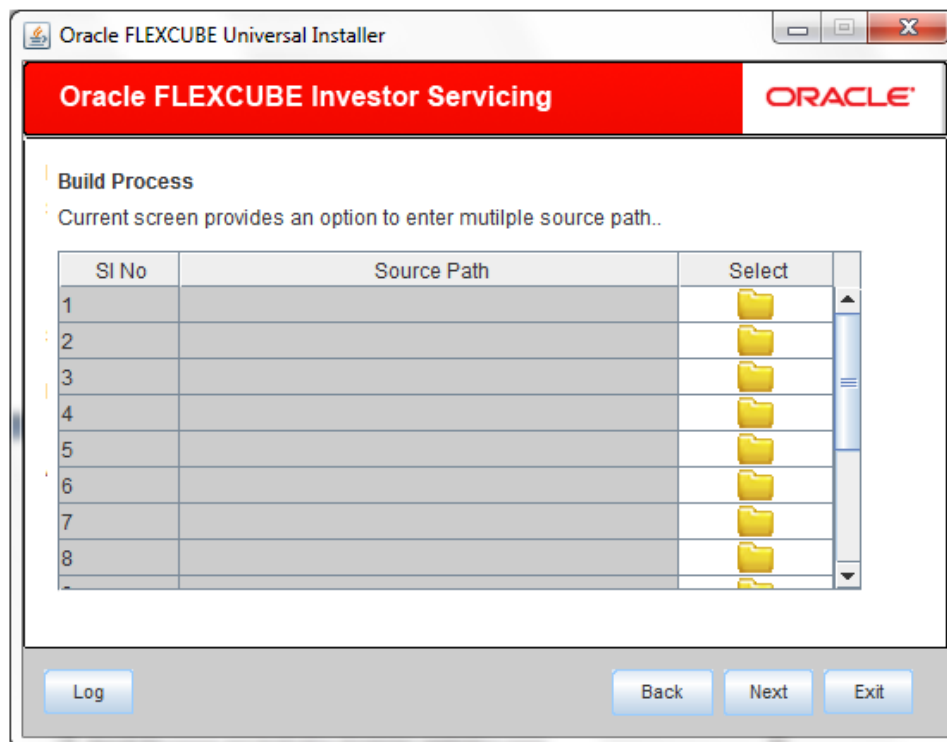 Oracle FLEXCUBE Universal Installer
Oracle FLEXCUBE Investor Servicing
ORACLE
Build Process
Current screen provides an option to enter mutilple source path..
Sl No Source Path Select
1
2
3
4
5
6
7
8
Log Back Next Exit